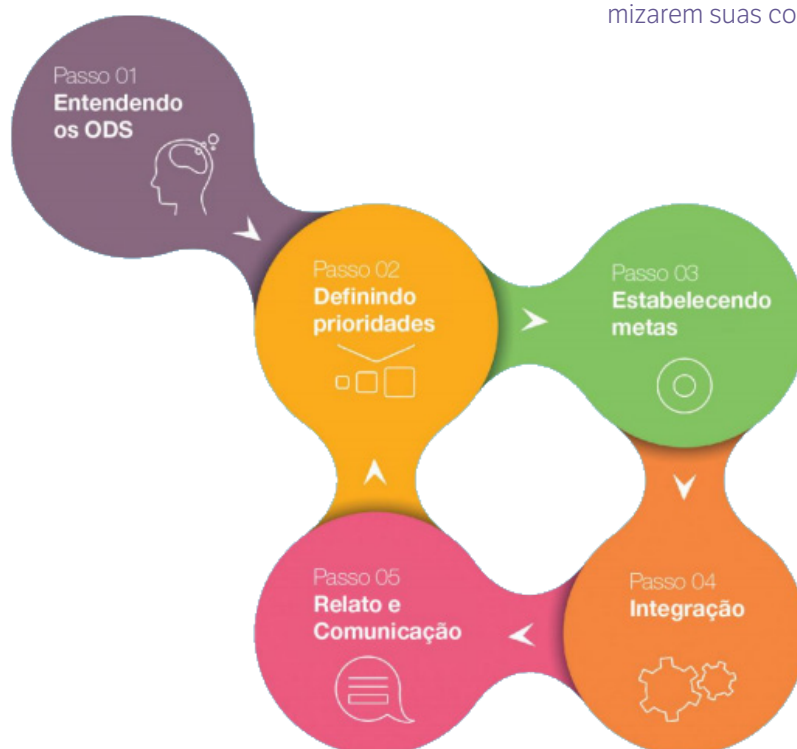 mizarem suas co
Passo 01
Entendendo
os ODS
Passo 02
Definindo
prioridades
Passo 03
Estabelecendo
metas
Passo 04
Integração
Passo 05
Relato e
Comunicação